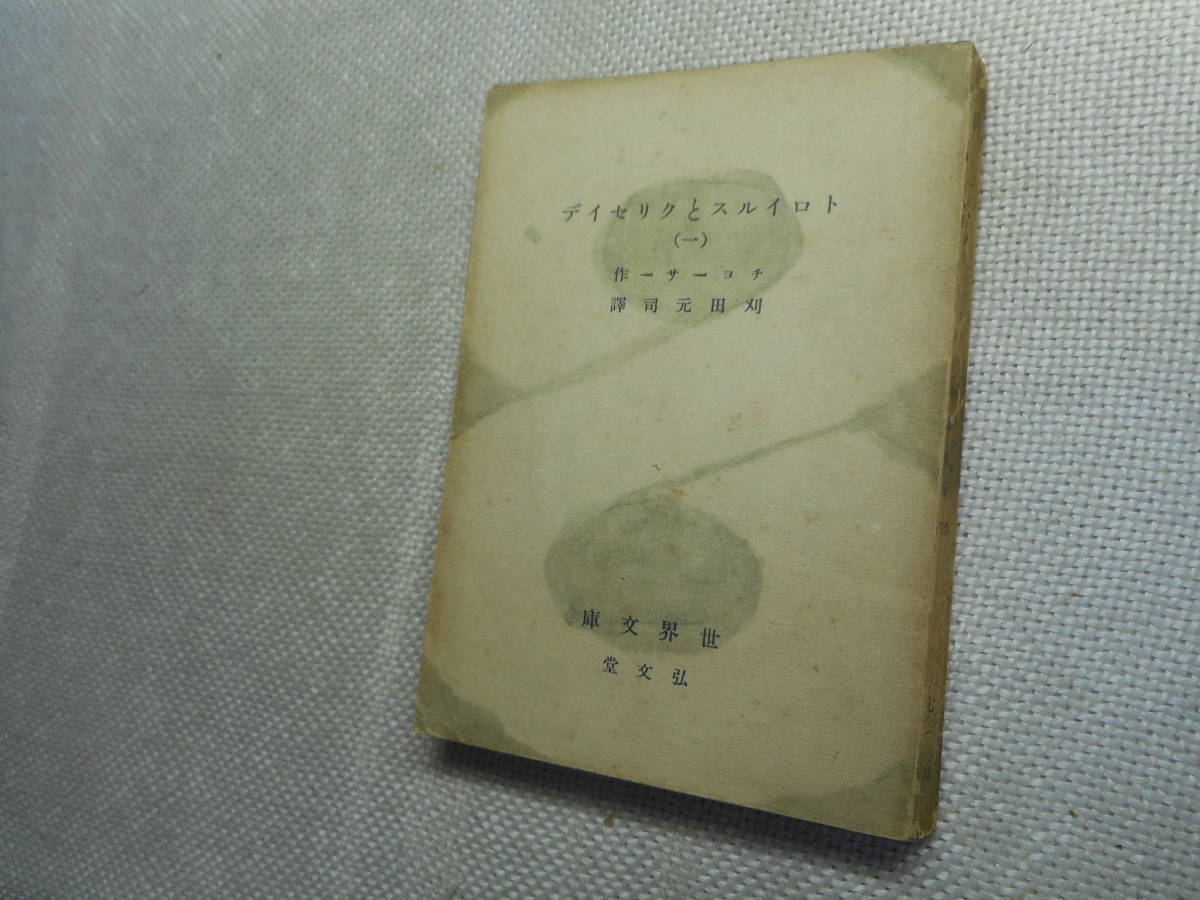 トロイルスとクリセイデ
(一)
チョーサー作
刈田元司譯
世界文庫
弘文堂